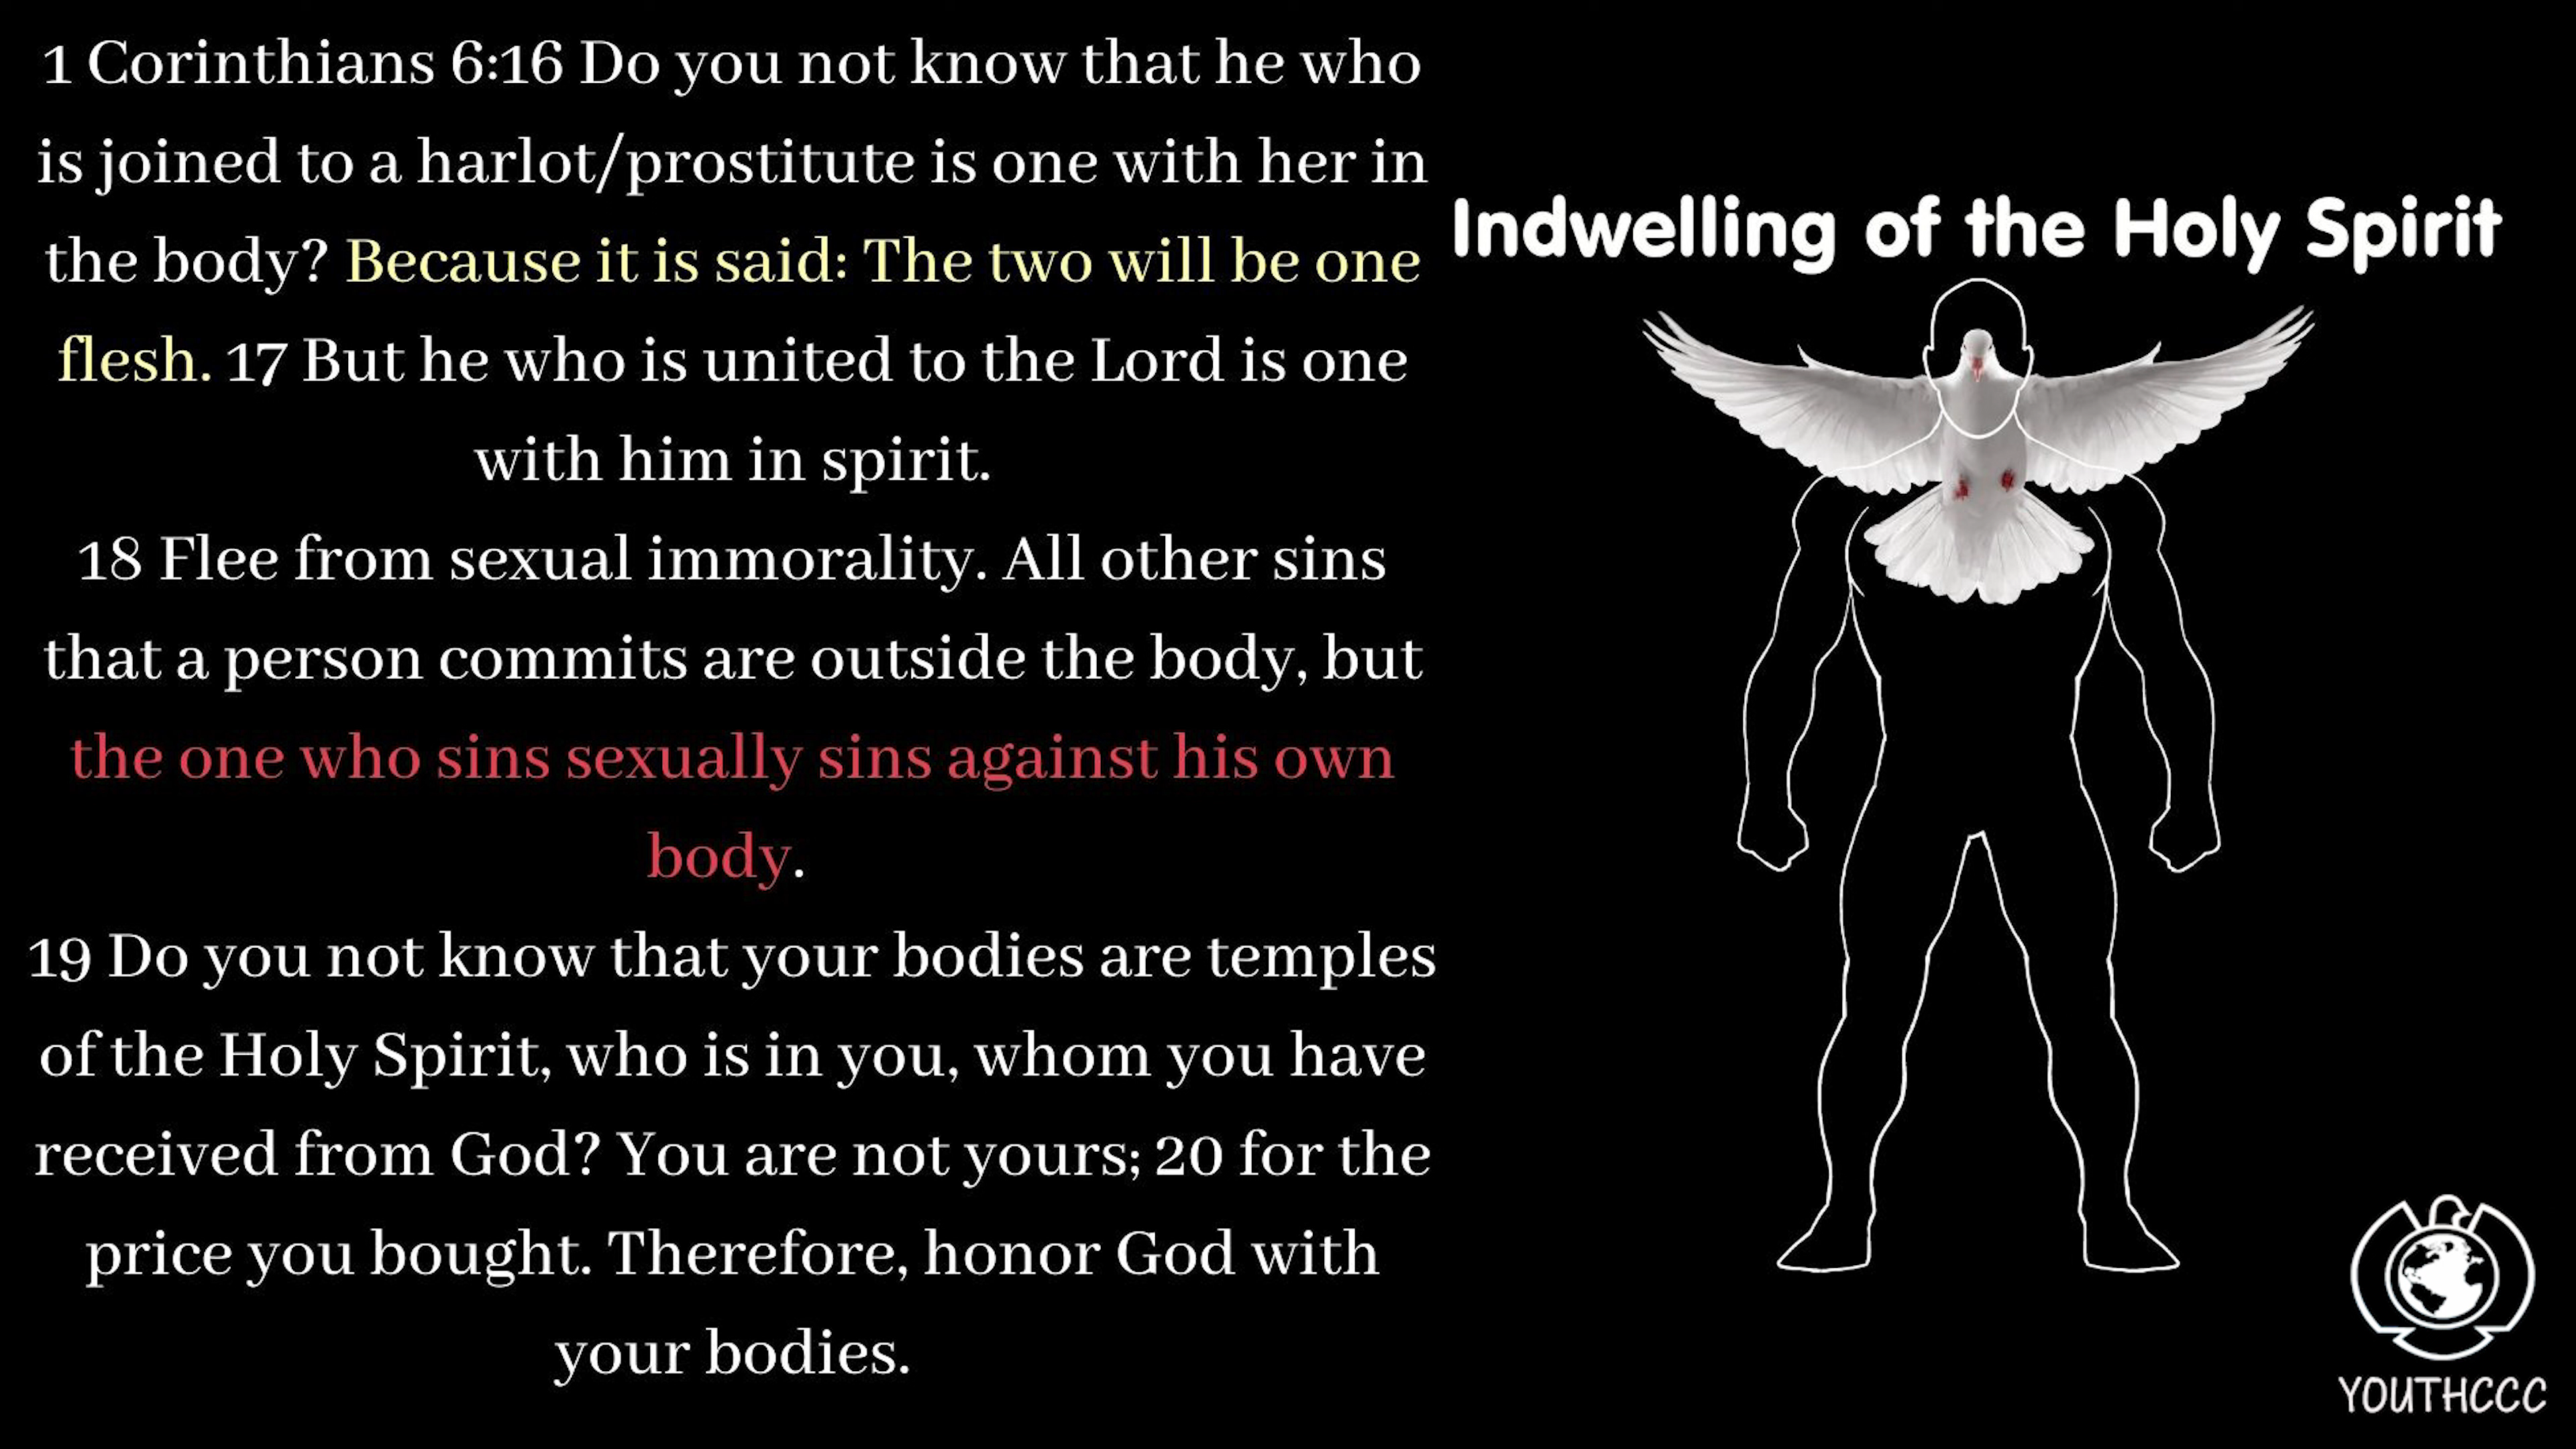 1 Corinthians 6:16 Do you not know that he who
is joined to a harlot/prostitute is one with her in
the body? Because it is said: The two will be one
flesh. 17 But he who is united to the Lord is one
with him in spirit.
18 Flee from sexual immorality. All other sins
that a person commits are outside the body, but
the one who sins sexually sins against his own
body.
19 Do you not know that your bodies are temples
of the Holy Spirit, who is in you, whom you have
received from God? You are not yours; 20 for the
price you bought. Therefore, honor God with
your bodies.
Indwelling of the Holy Spirit
YOUTHCCC